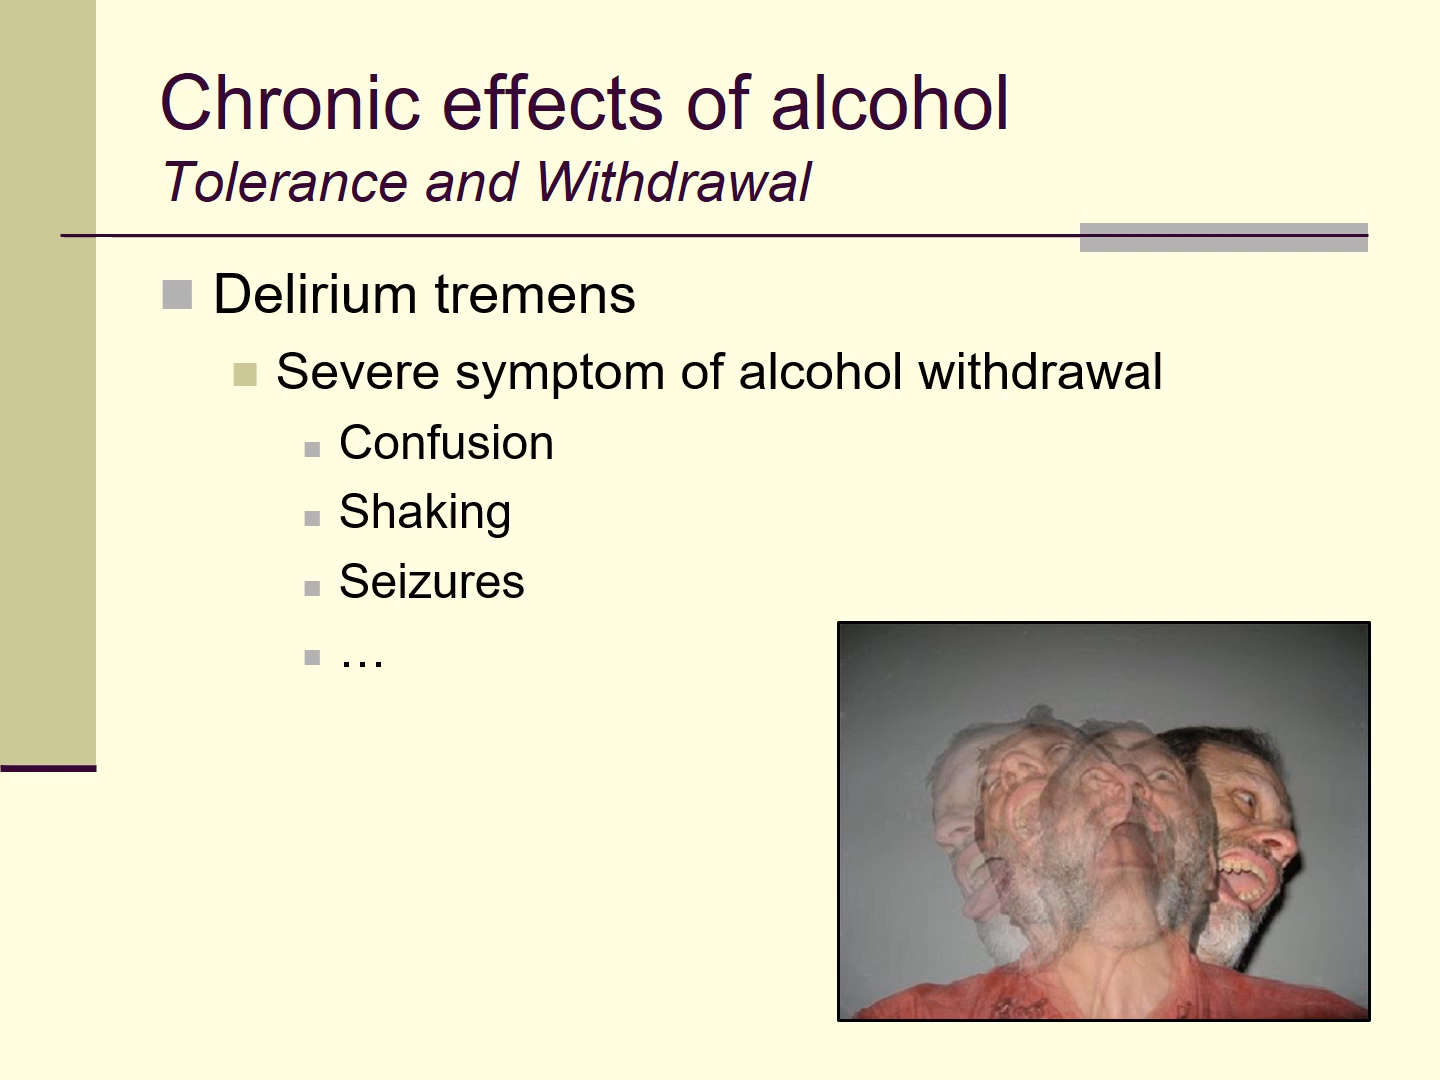 Chronic effects of alcohol
Tolerance and Withdrawal
Delirium tremens
Severe symptom of alcohol withdrawal
Confusion
Shaking
Seizures
…